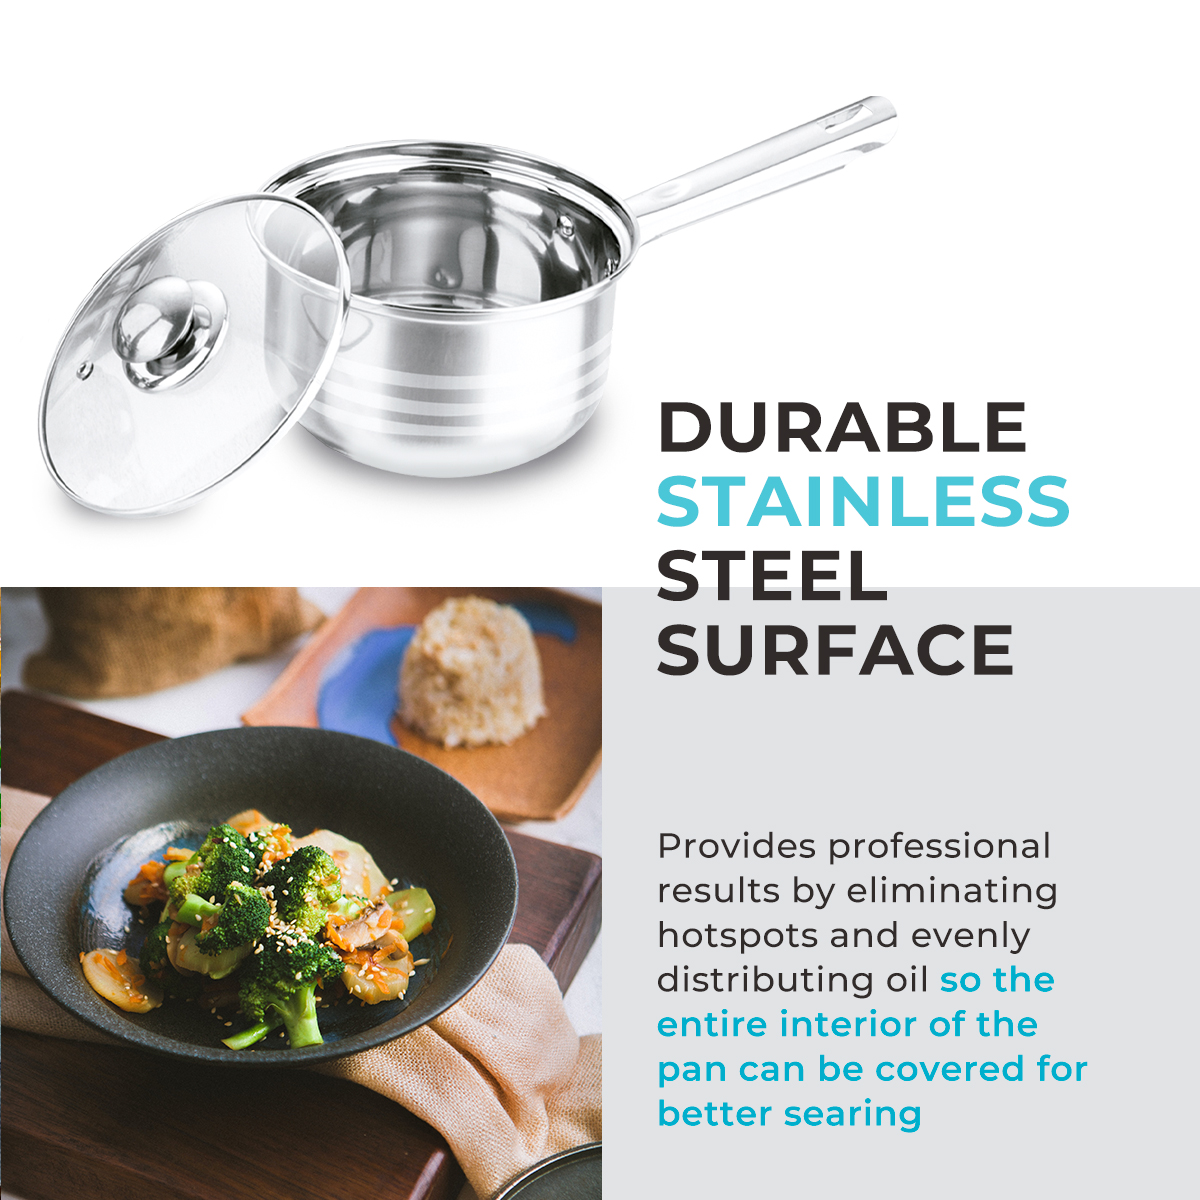 DURABLE
STAINLESS
STEEL
SURFACE
Provides professional
results by eliminating
hotspots and evenly
distributing oil so the
entire interior of the
pan can be covered for
better searing